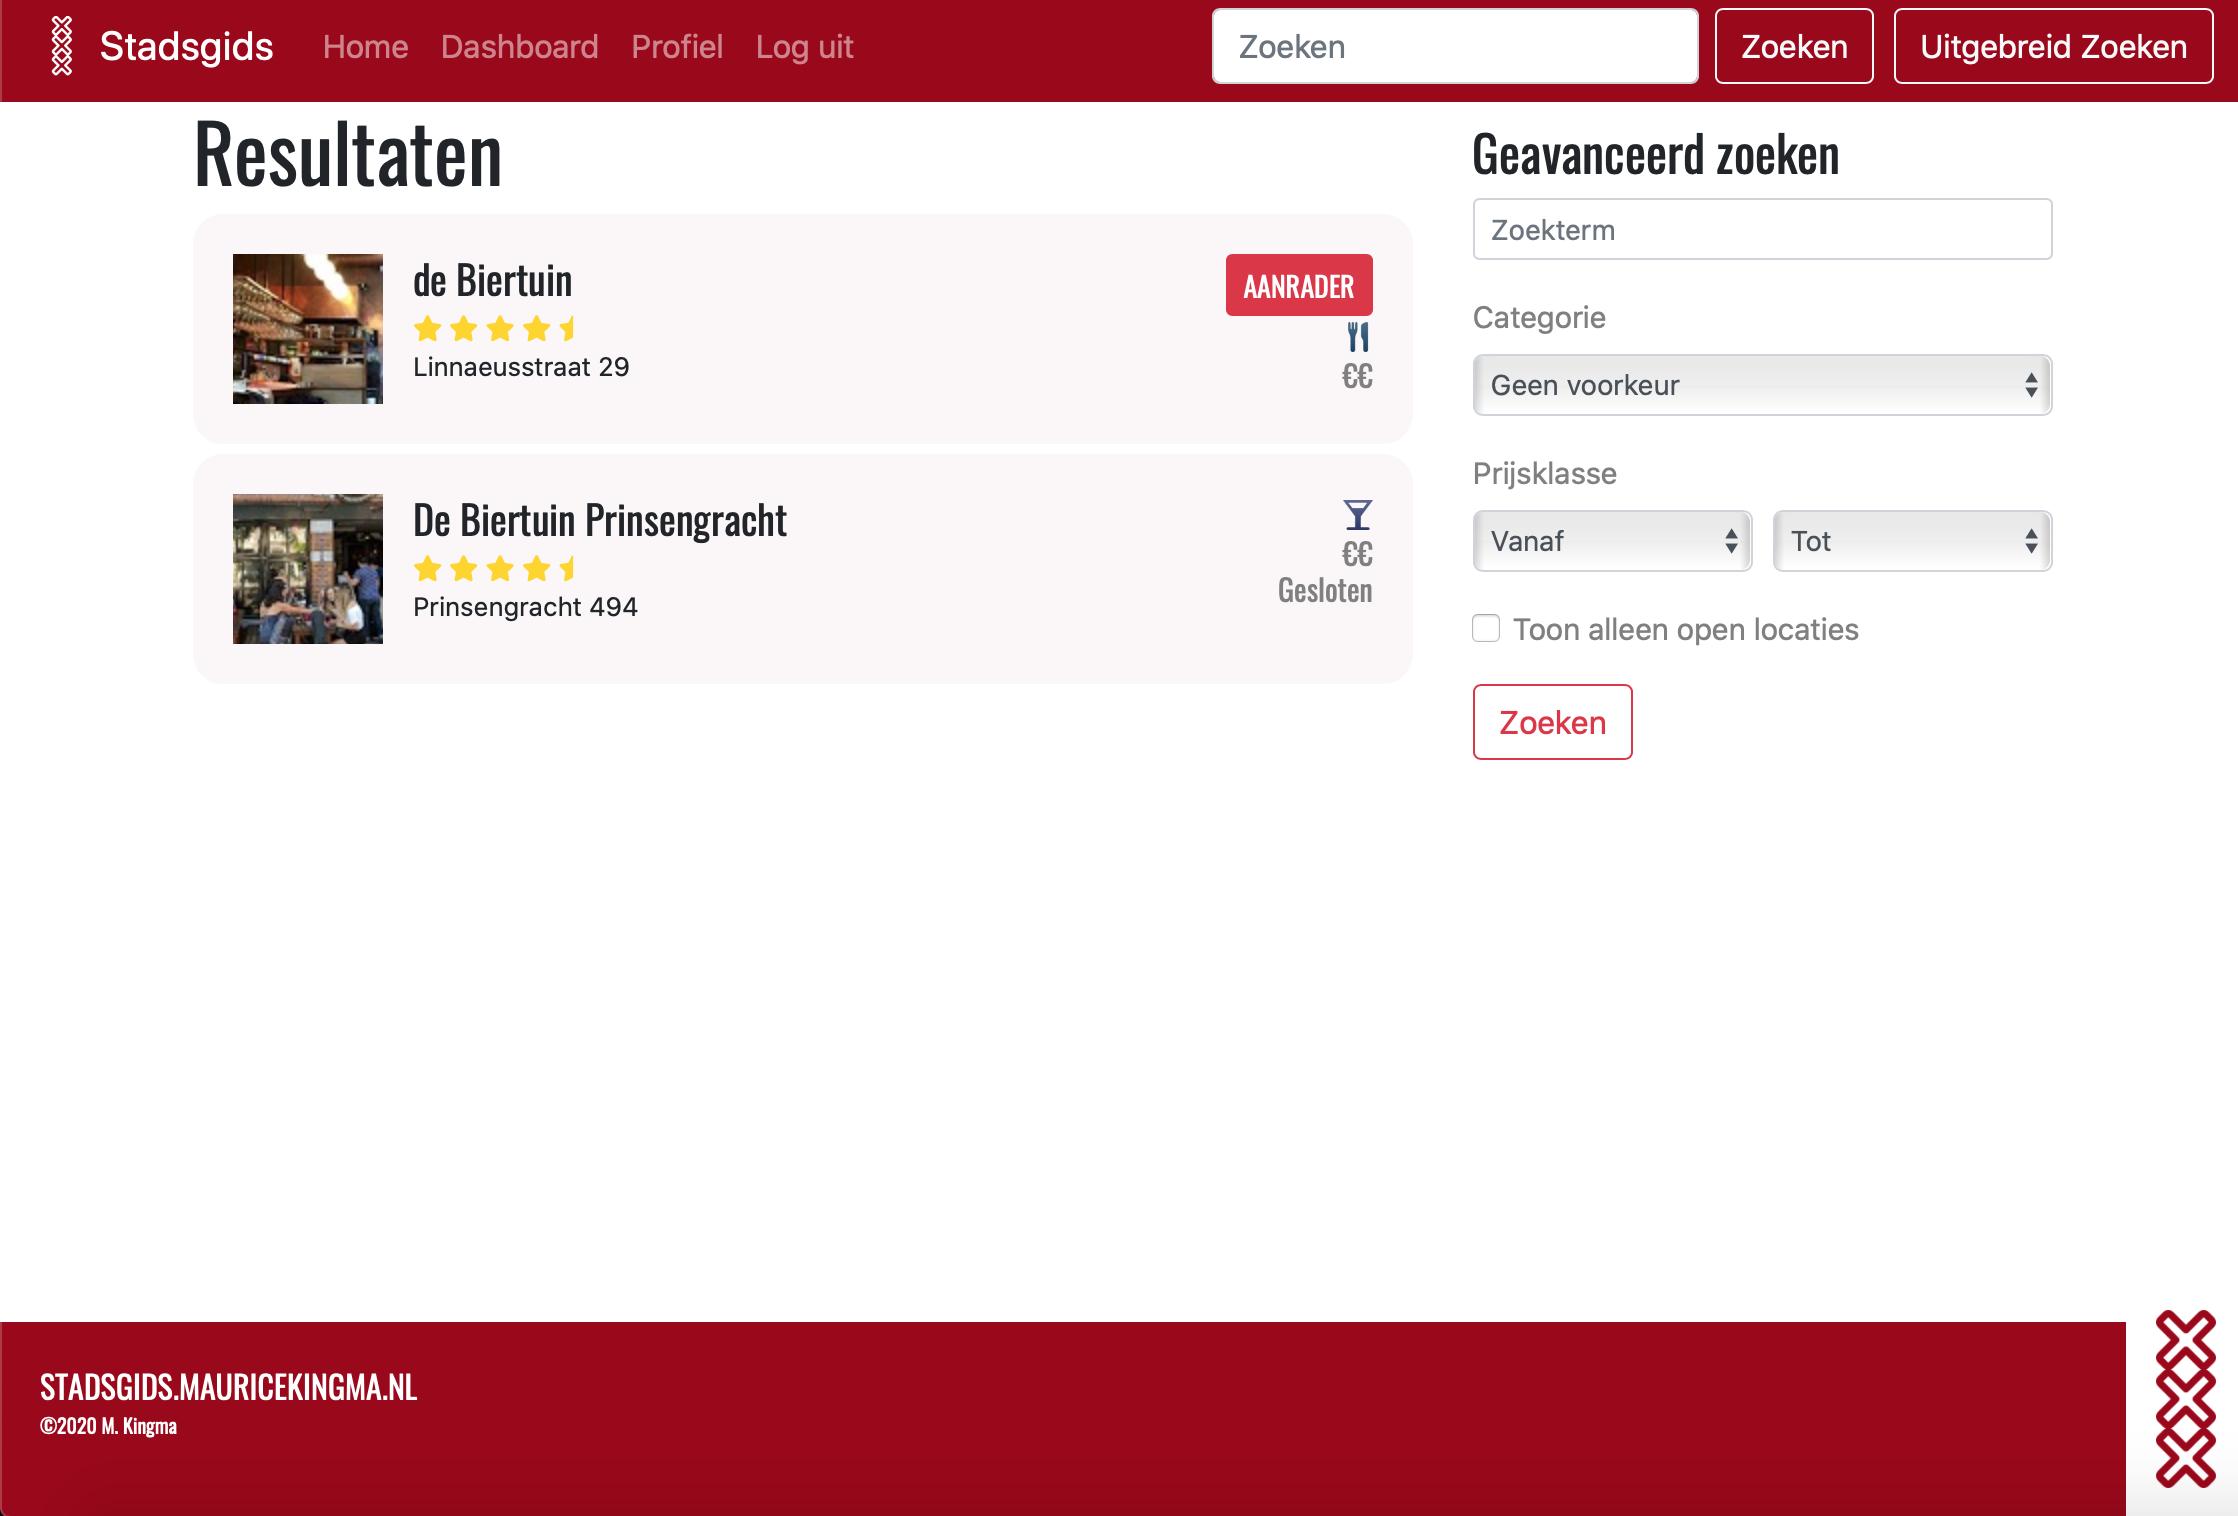 Stadsgids Home Dashboard Profiel Log uit Zoeken Zoeken Uitgebreid Zoeken
Resultaten
de Biertuin
Linnaeusstraat 29
AANRADER
€€
De Biertuin Prinsengracht
Prinsengracht 494
€€
Gesloten
Geavanceerd zoeken
Zoekterm
Categorie
Geen voorkeur
Prijsklasse
Vanaf Tot
Toon alleen open locaties
Zoeken
STADSGIDS.MAURICEKINGMA.NL
©2020 M. Kingma